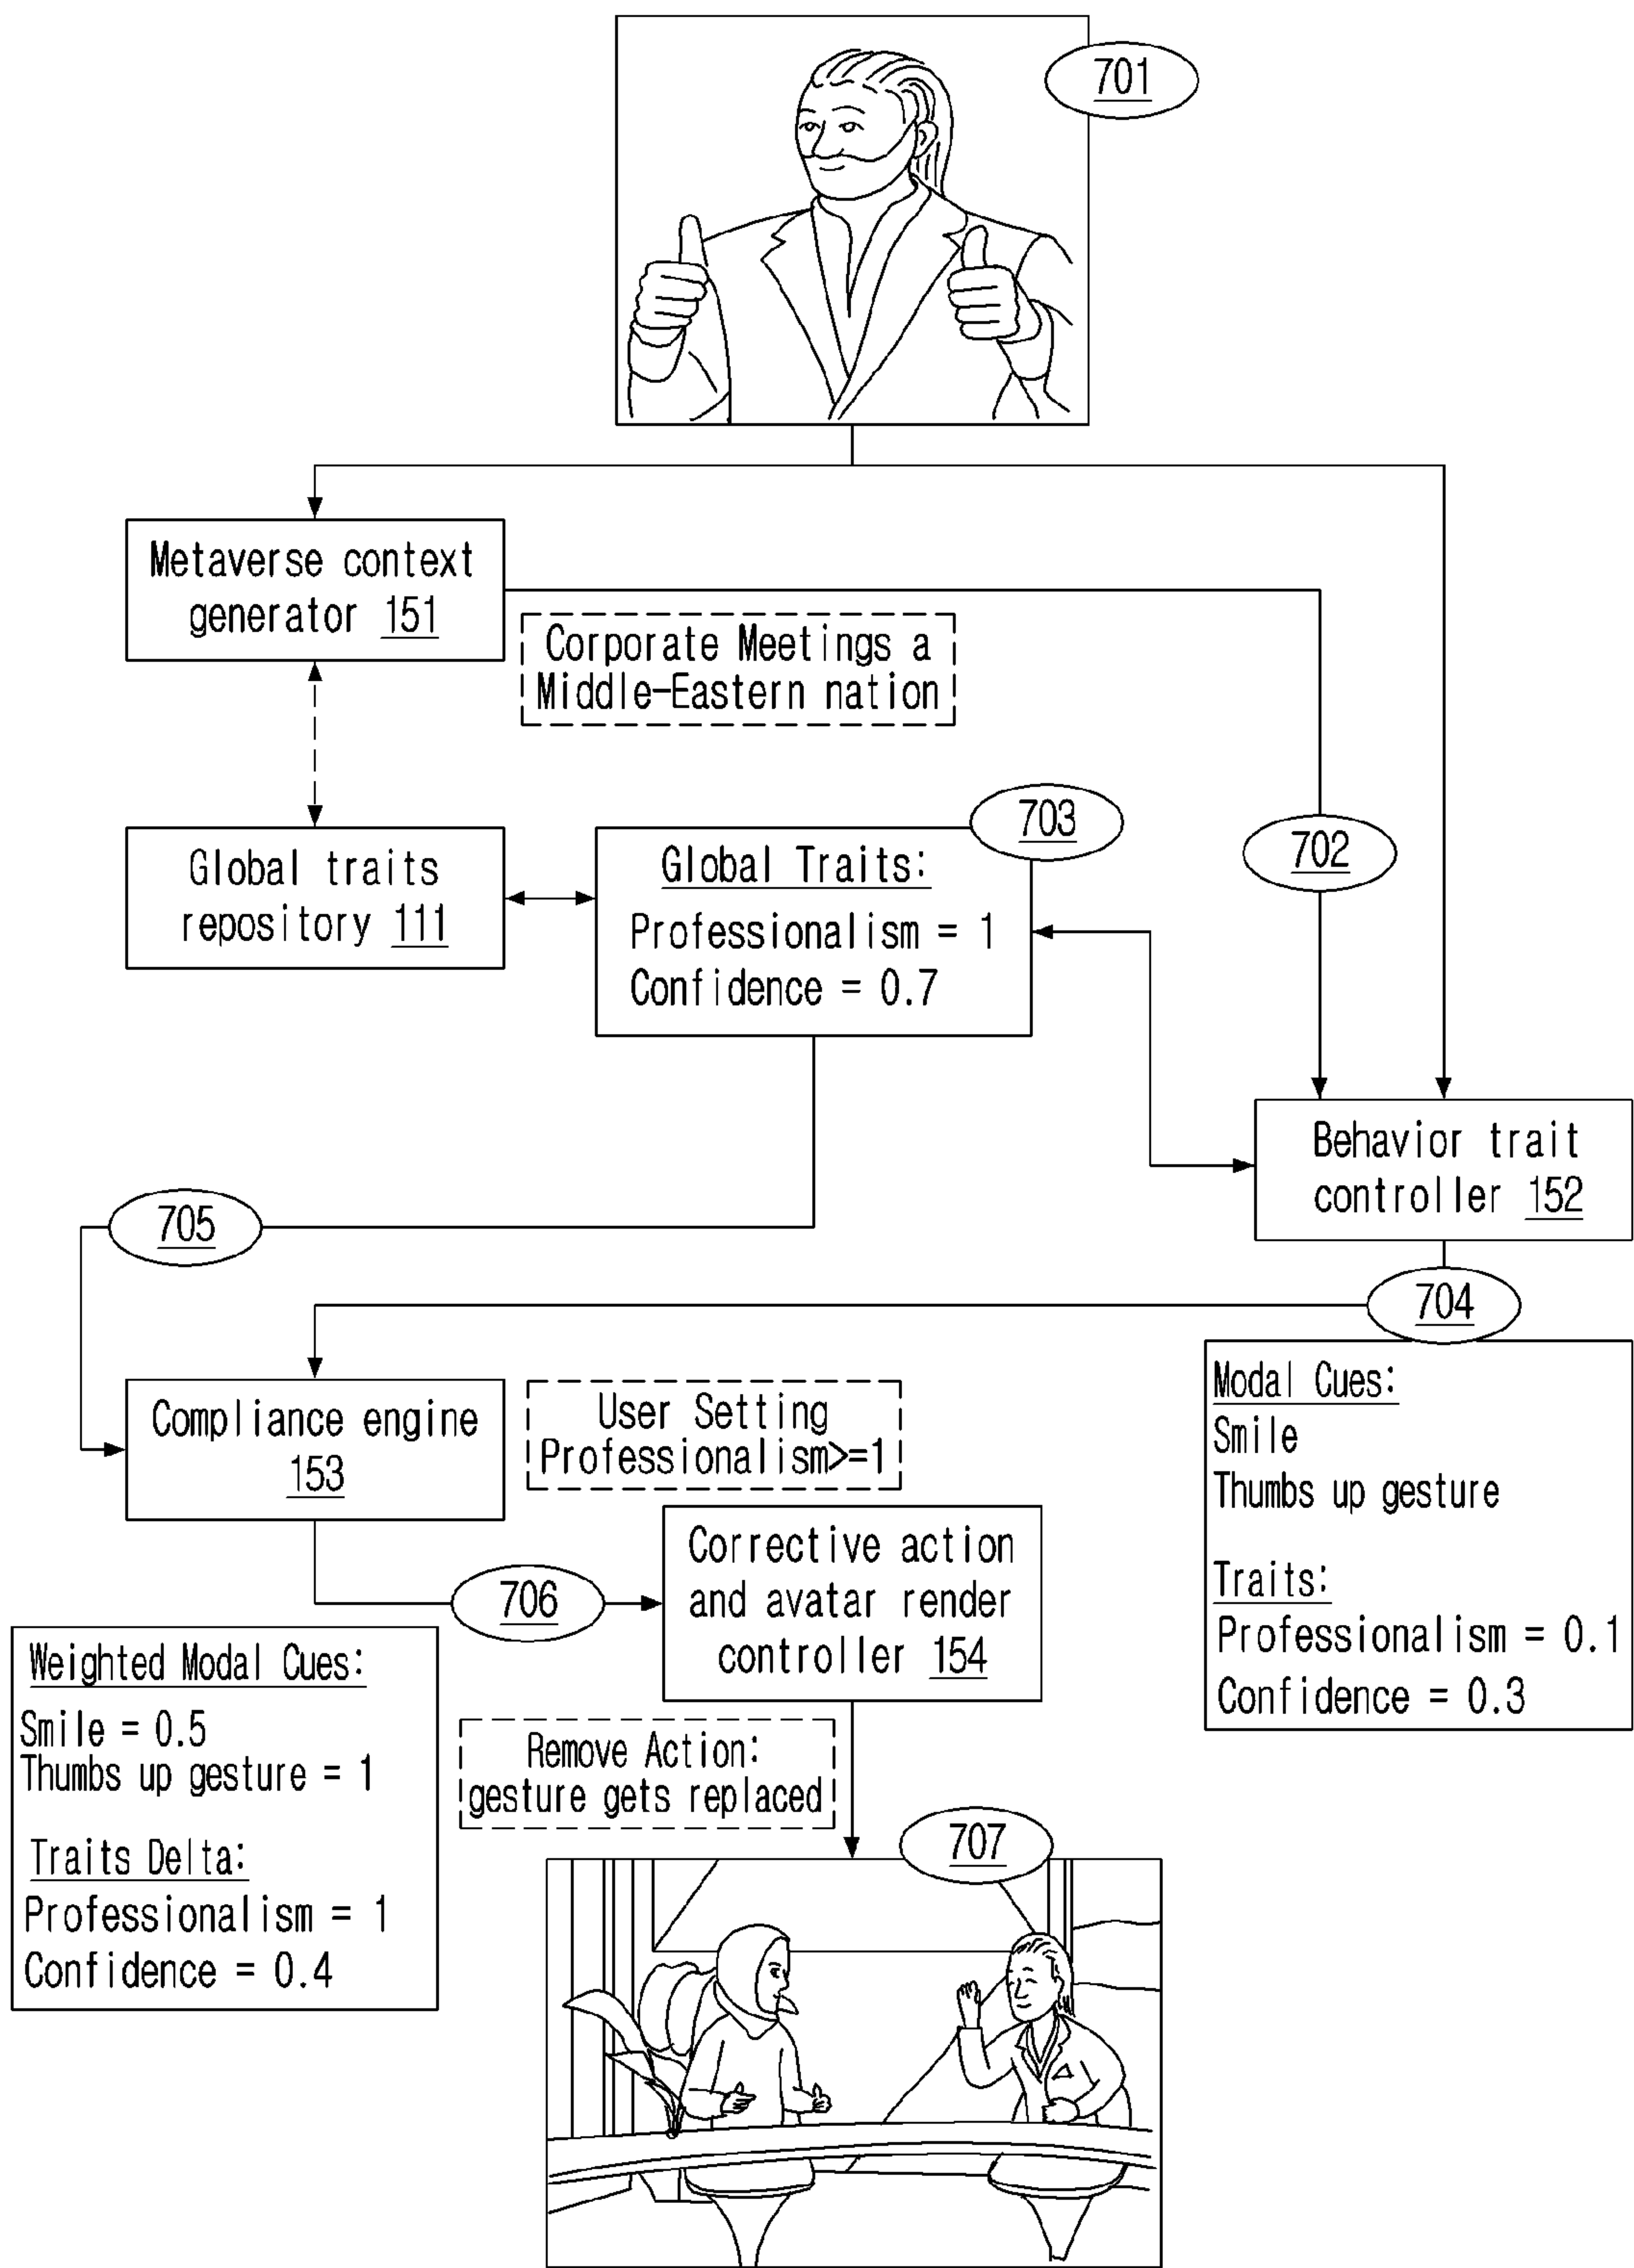 701
Metaverse context
generator 151
Corporate Meetings a
Middle-Eastern nation
703
702
Global traits
repository 111
Global Traits:
Professionalism = 1
Confidence = 0.7
Behavior trait
controller 152
705
704
Compliance engine
153
User Setting
Professionalism>=1
Modal Cues:
Smile
Thumbs up gesture
Traits:
Professionalism = 0.1
Confidence = 0.3
706
Corrective action
and avatar render
controller 154
Weighted Modal Cues:
Smile = 0.5
Thumbs up gesture = 1
Traits Delta:
Professionalism = 1
Confidence = 0.4
Remove Action:
gesture gets replaced
707